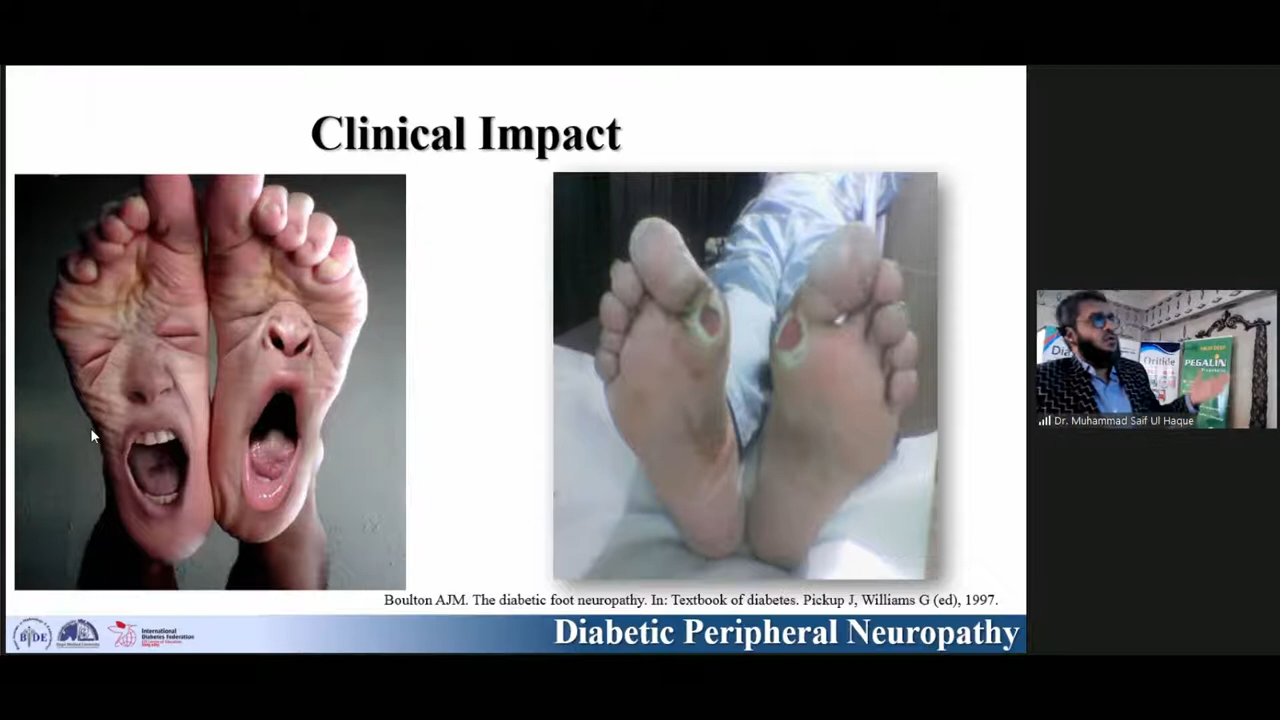 Clinical Impact
Boulton AJM. The diabetic foot neuropathy. In: Textbook of diabetes. Pickup J, Williams G (ed), 1997.
Diabetic Peripheral Neuropathy
BIDE
International
Diabetes Federation
Dr. Muhammad Saif Ul Haque
PEGALIN